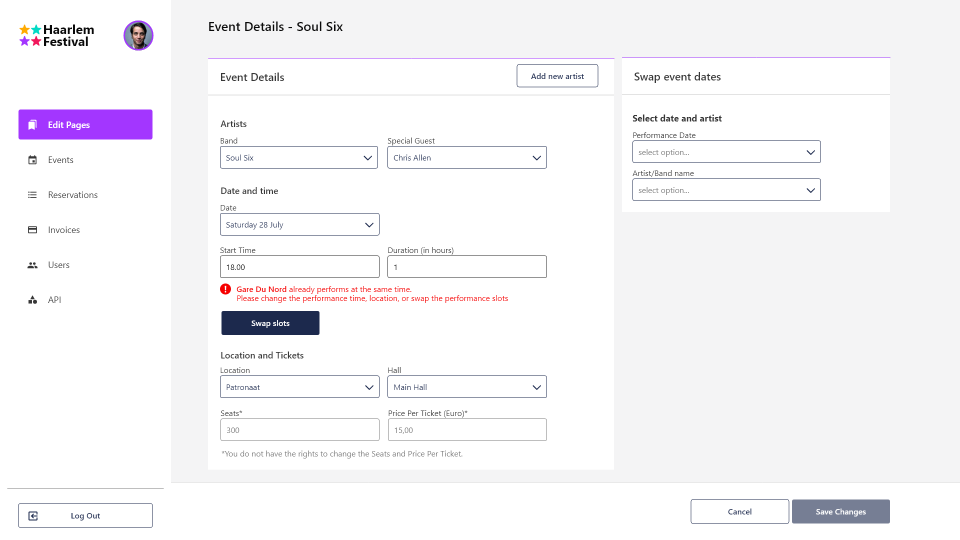 Haarlem
Festival
Edit Pages
Events
Reservations
Invoices
Users
API
Log Out
Event Details - Soul Six
Event Details
Add new artist
Artists
Band
Special Guest
Soul Six
Chris Allen
Date and time
Date
Saturday 28 July
Start Time
Duration (in hours)
18.00
1
Gare Du Nord already performs at the same time.
Please change the performance time, location, or swap the performance slots
Swap slots
Location and Tickets
Location
Hall
Patronaat
Main Hall
Seats*
Price Per Ticket (Euro)*
300
15,00
*You do not have the rights to change the Seats and Price Per Ticket.
Swap event dates
Select date and artist
Performance Date
select option...
Artist/Band name
select option...
Cancel
Save Changes